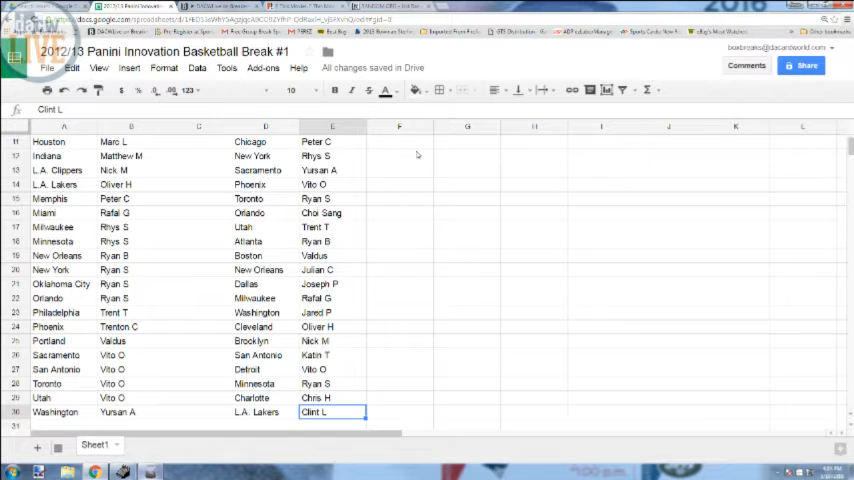 LIVE
2012/13 Panini Innovation Basketball Break #1
boxbreaks@dacardworld.com
File Edit View Insert Format Data Tools Add-ons Help All changes saved in Drive
Comments Share
$ % 123 10 B I S A
fx Clint L
A B C D E F G H I J K L
11 Houston Marc L Chicago Peter C
12 Indiana Matthew M New York Rhys S
13 L.A. Clippers Nick M Sacramento Yursan A
14 L.A. Lakers Oliver H Phoenix Vito O
15 Memphis Peter C Toronto Ryan S
16 Miami Rafal G Orlando Choi Sang
17 Milwaukee Rhys S Utah Trent T
18 Minnesota Rhys S Atlanta Ryan B
19 New Orleans Ryan B Boston Valdus
20 New York Ryan S New Orleans Julian C
21 Oklahoma City Ryan S Dallas Joseph P
22 Orlando Ryan S Milwaukee Rafal G
23 Philadelphia Trent T Washington Jared P
24 Phoenix Trenton C Cleveland Oliver H
25 Portland Valdus Brooklyn Nick M
26 Sacramento Vito O San Antonio Katin T
27 San Antonio Vito O Detroit Vito O
28 Toronto Vito O Minnesota Ryan S
29 Utah Vito O Charlotte Chris H
30 Washington Yursan A L.A. Lakers Clint L
31
Sheet1